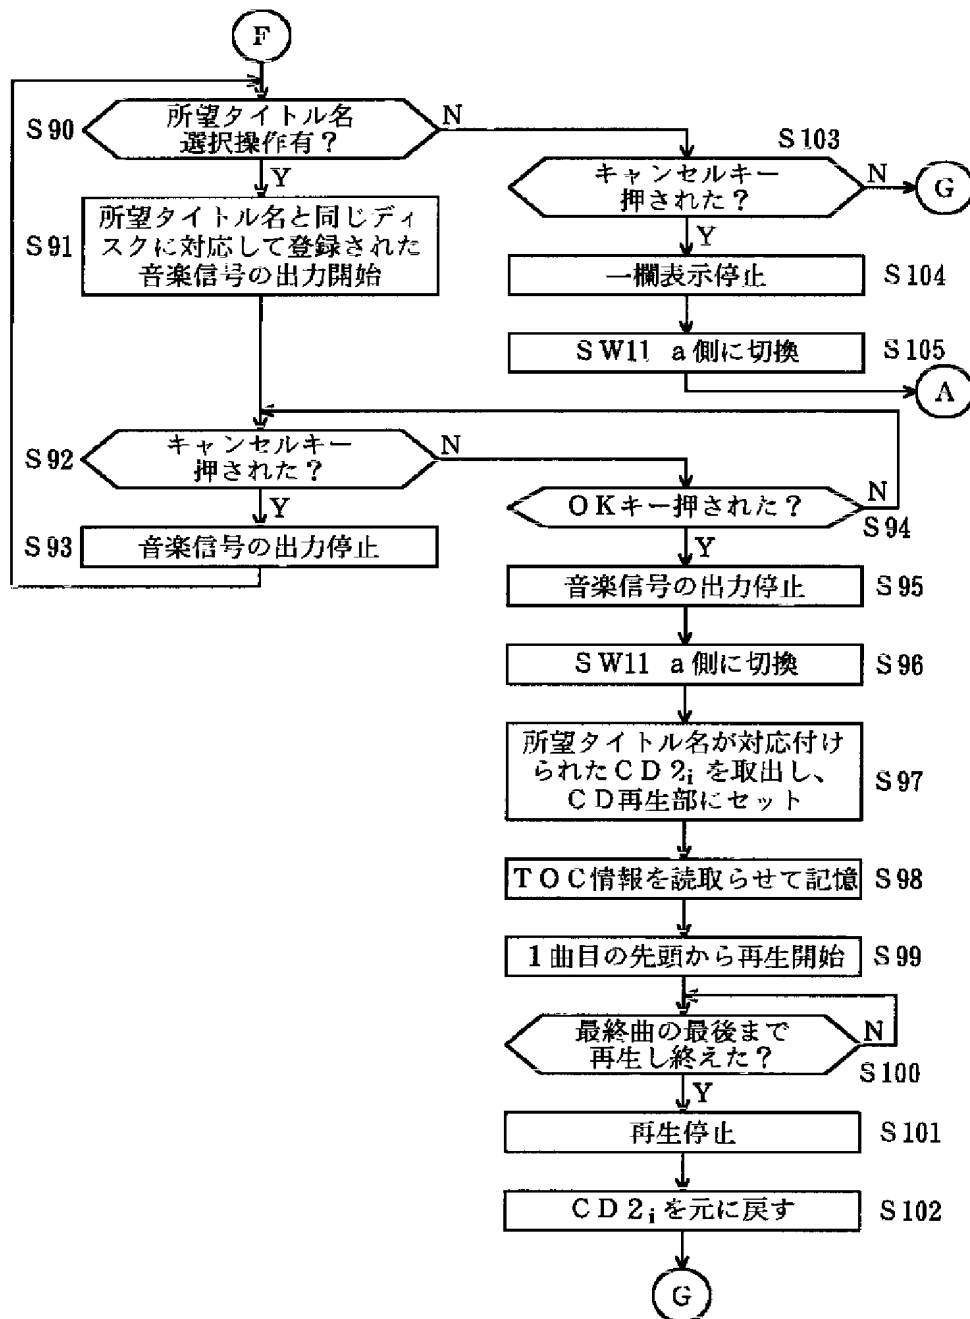 F
S90
所望タイトル名
選択操作有？
N
Y
S91
所望タイトル名と同じディ
スクに対応して登録された
音楽信号の出力開始
S103
キャンセルキー
押された？
N
G
Y
一欄表示停止
S104
SW11 a側に切換
S105
A
S92
キャンセルキー
押された？
N
Y
S93
音楽信号の出力停止
OKキー押された？
N
S94
Y
音楽信号の出力停止
S95
SW11 a側に切換
S96
所望タイトル名が対応付け
られたCD2iを取出し、
CD再生部にセット
S97
TOC情報を読取らせて記憶
S98
1曲目の先頭から再生開始
S99
最終曲の最後まで
再生し終えた？
N
S100
Y
再生停止
S101
CD2iを元に戻す
S102
G